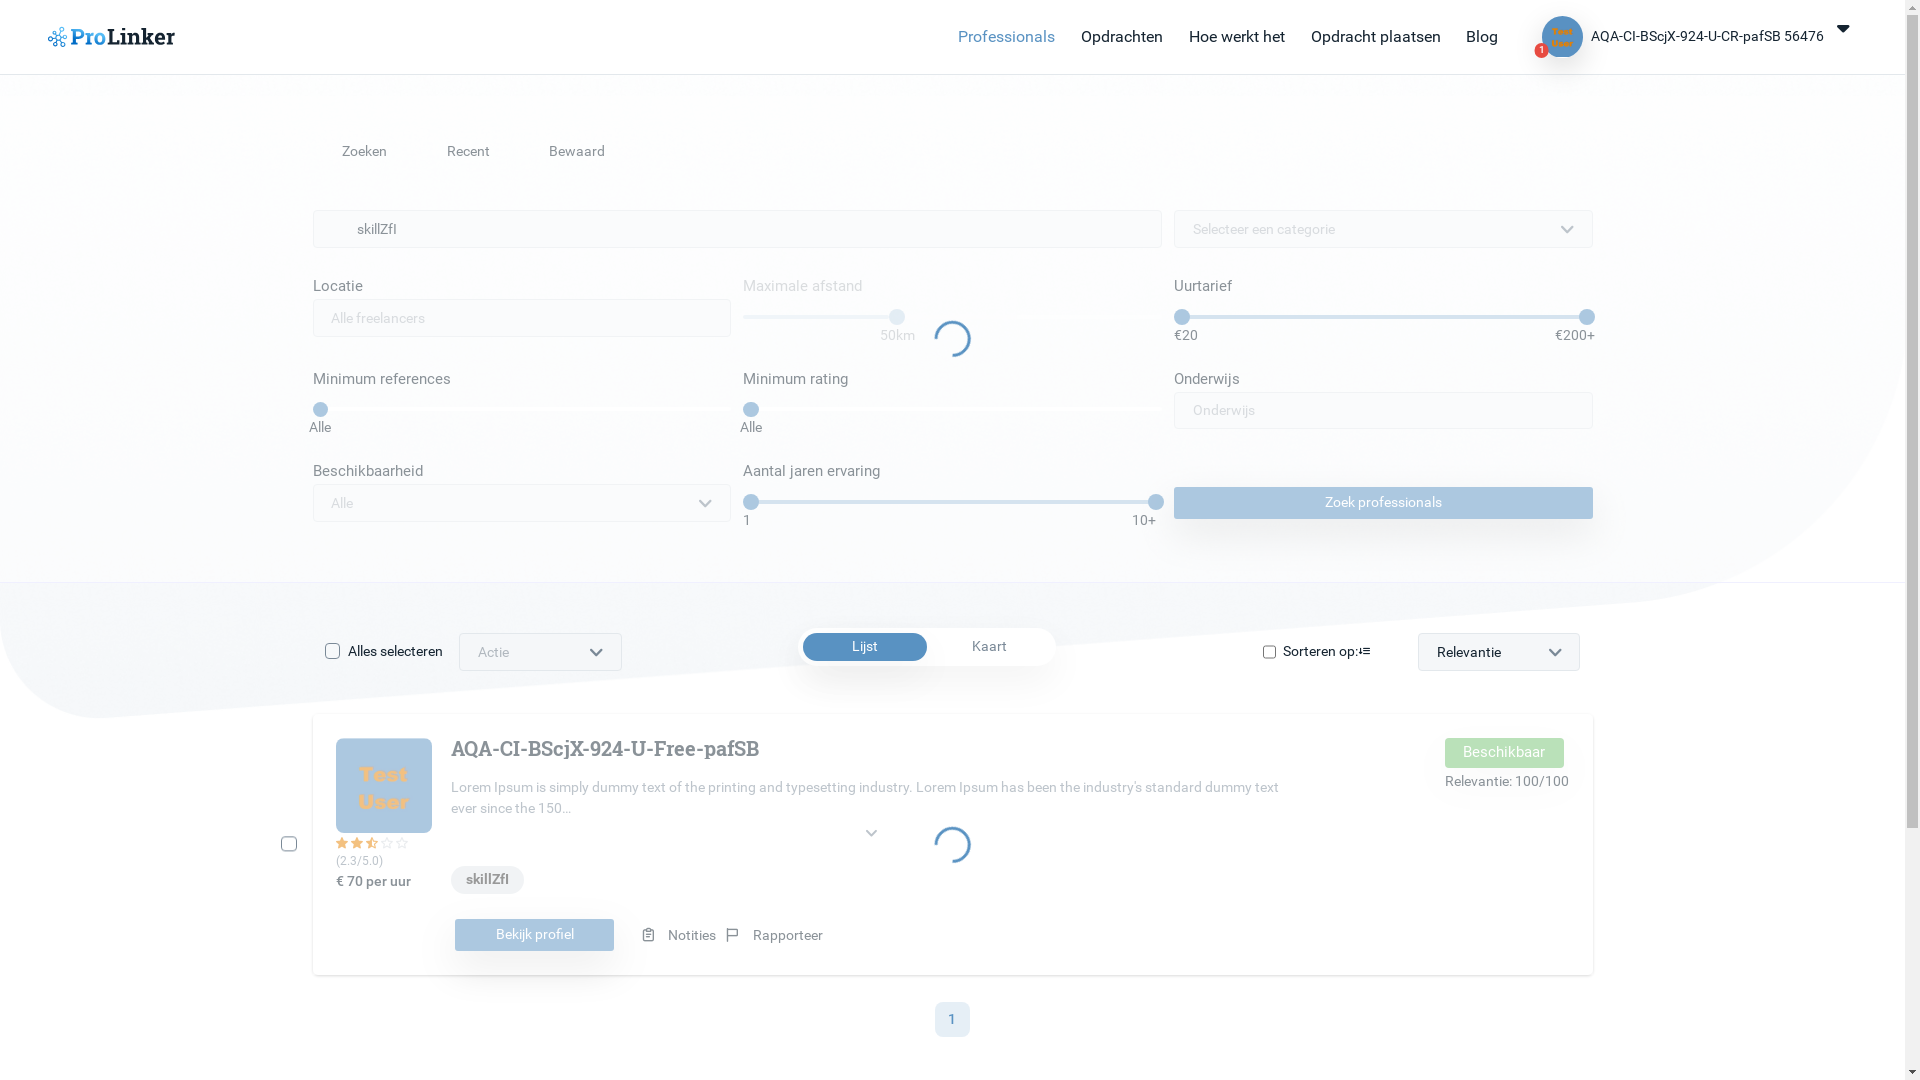 ProLinker
Professionals Opdrachten Hoe werkt het Opdracht plaatsen Blog
Test User
1
AQA-CI-BScjX-924-U-CR-pafSB 56476
Zoeken Recent Bewaard
skillZfI
Selecteer een categorie
Locatie Maximale afstand Uurtarief
Alle freelancers
50km €20 €200+
Minimum references Minimum rating Onderwijs
Onderwijs
Alle Alle
Beschikbaarheid Aantal jaren ervaring
Alle
Zoek professionals
1 10+
Alles selecteren Actie Lijst Kaart Sorteren op: Relevantie
AQA-CI-BScjX-924-U-Free-pafSB
Beschikbaar
Test
User
Relevantie: 100/100
Lorem Ipsum is simply dummy text of the printing and typesetting industry. Lorem Ipsum has been the industry's standard dummy text
ever since the 150...
(2.3/5.0)
€ 70 per uur
skillZfI
Bekijk profiel Notities Rapporteer
1